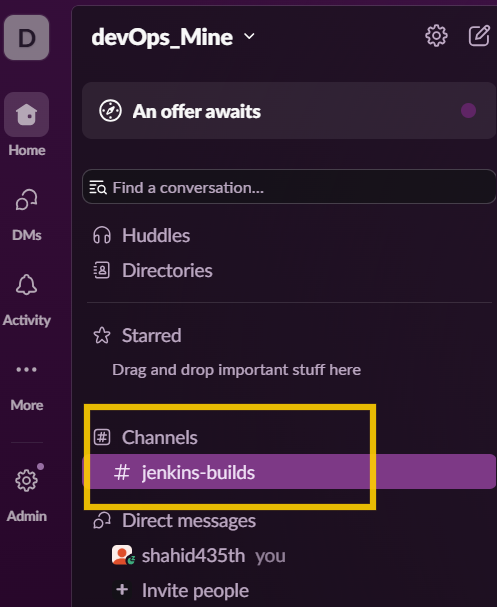 D
devOps_Mine
An offer awaits
Home
Find a conversation...
DMs
Huddles
Directories
Activity
Starred
Drag and drop important stuff here
More
Channels
# jenkins-builds
Admin
Direct messages
shahid435th you
+ Invite people